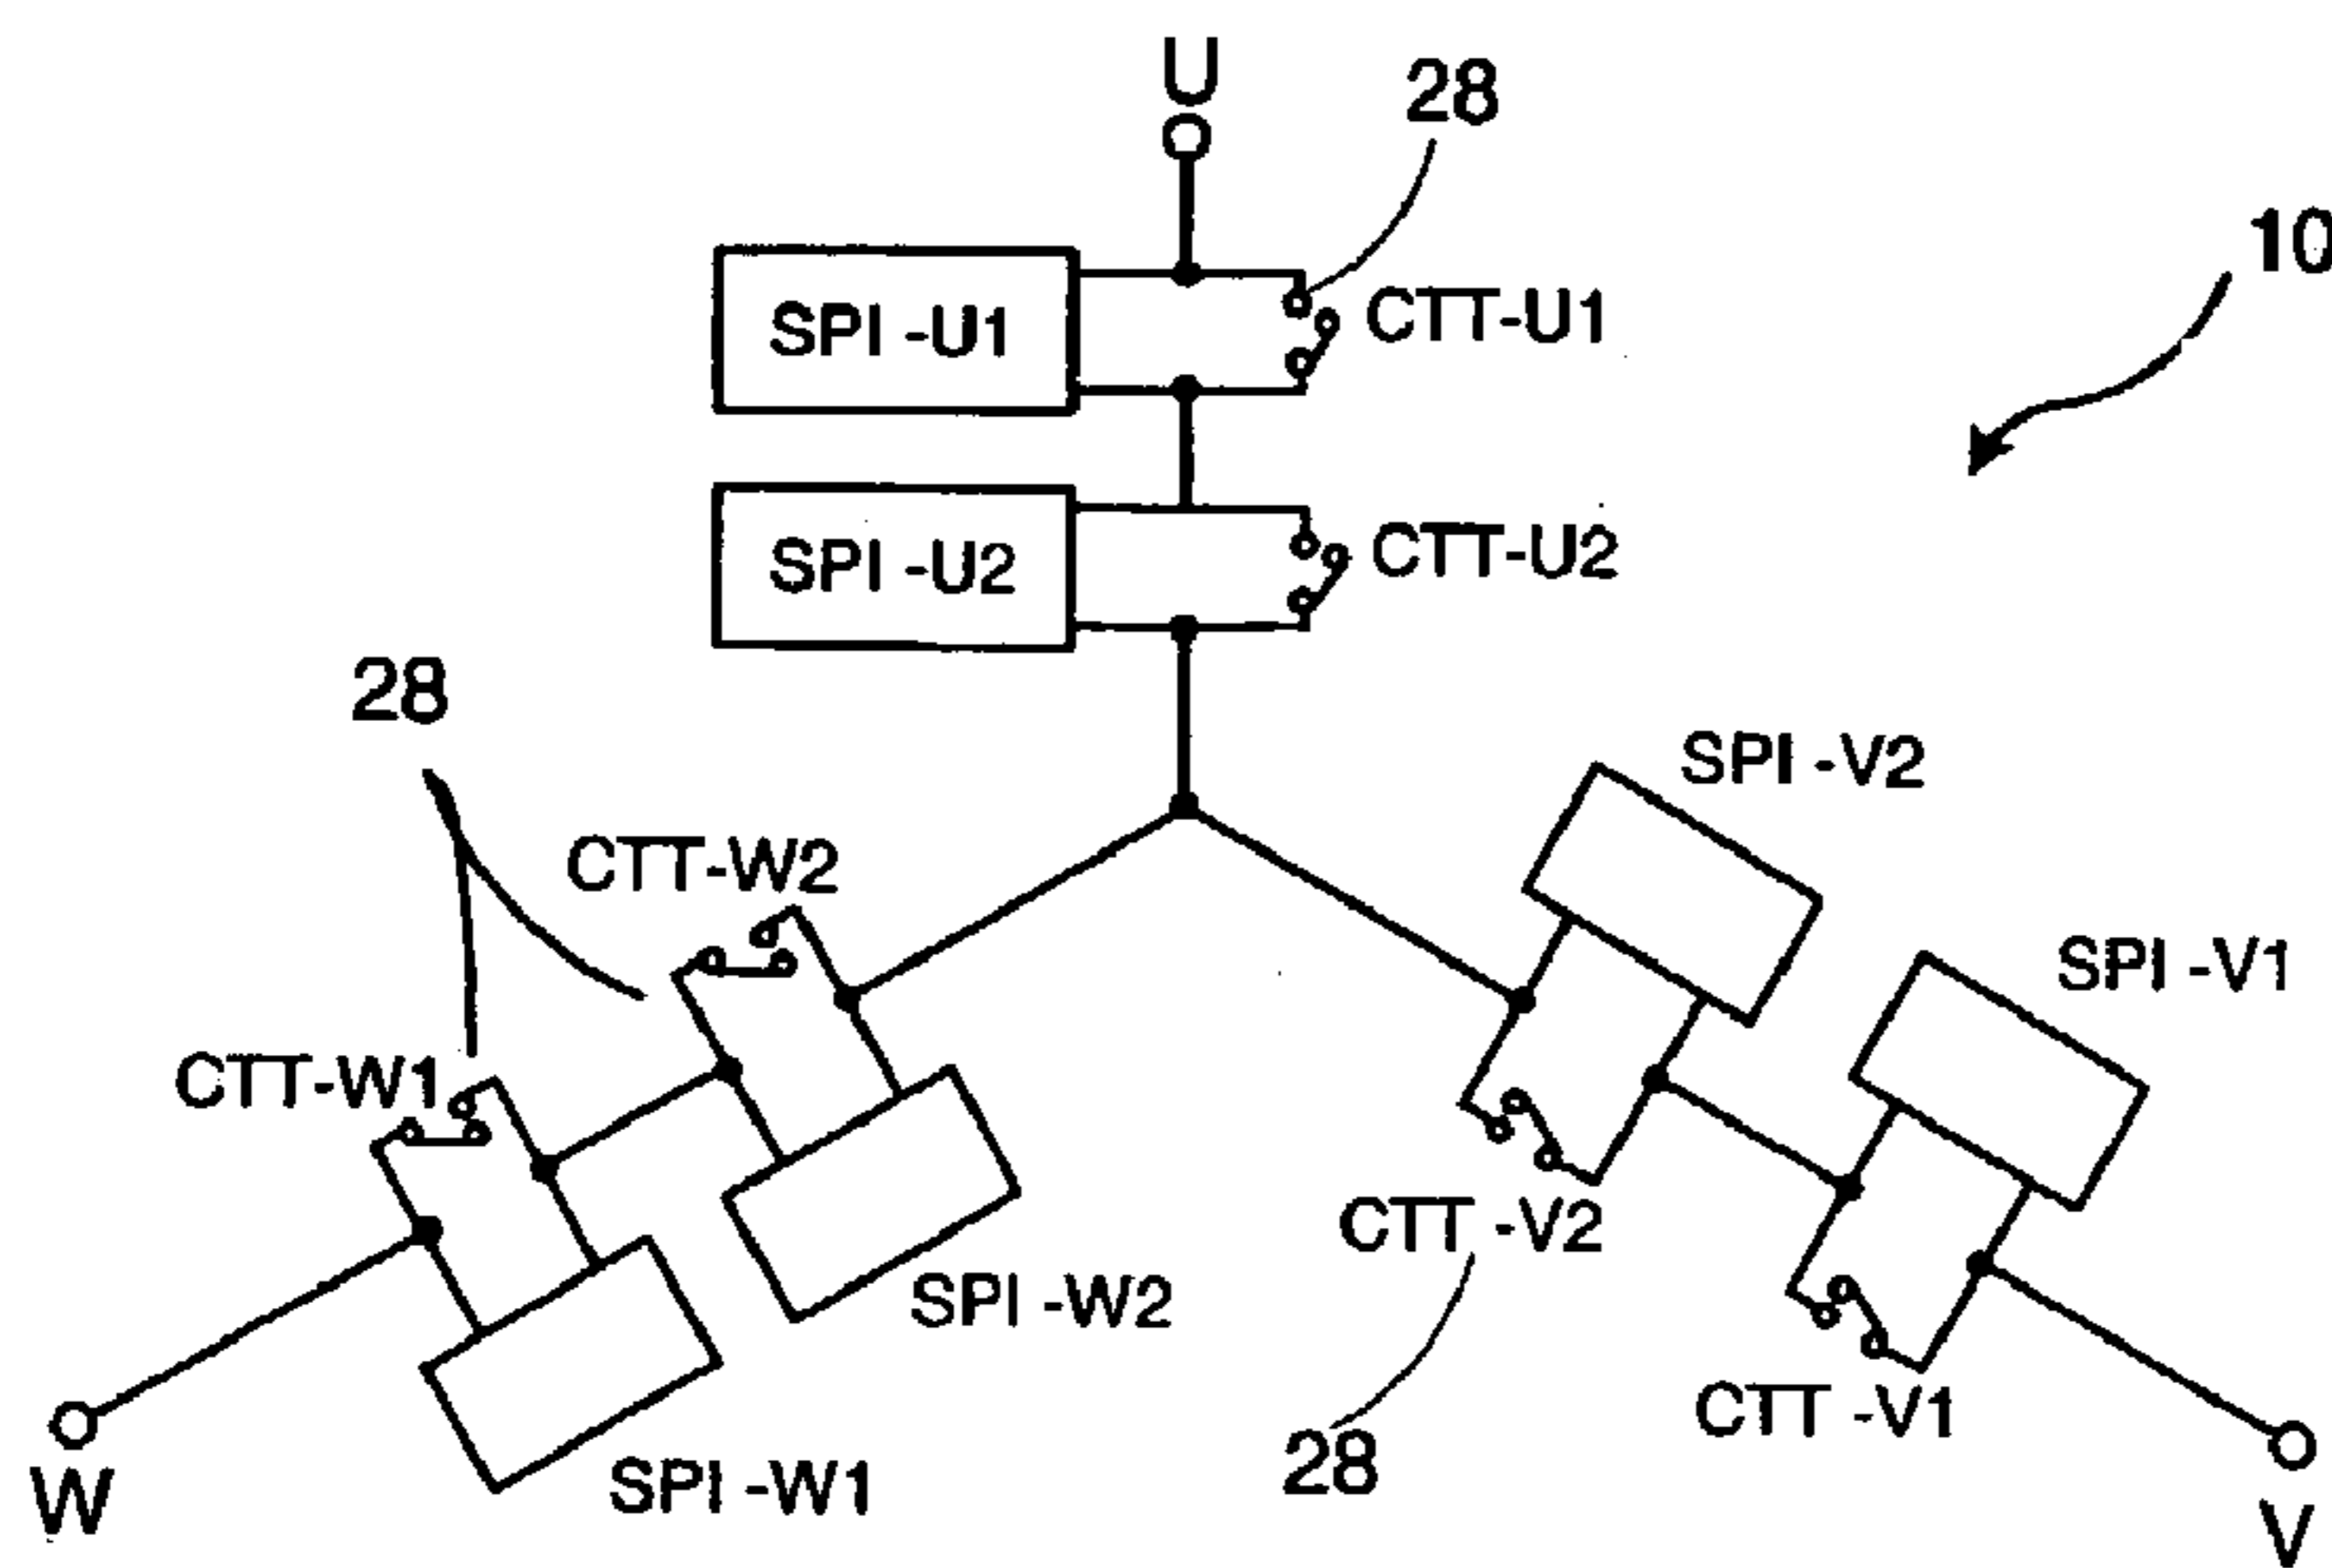 U
28
10
SPI -U1
CTT-U1
SPI -U2
CTT-U2
28
SPI -V2
CTT-W2
SPI -V1
CTT-W1
CTT -V2
SPI -W2
CTT -V1
28
SPI -W1
W
V